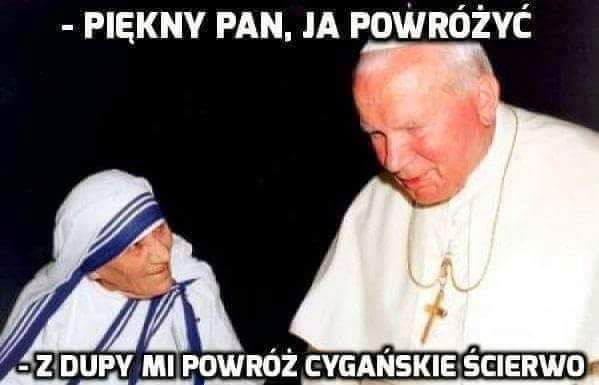 - PIĘKNY PAN, JA POWRÓŻYĆ
- Z DUPY MI POWRÓŻ CYGAŃSKIE ŚCIERWO